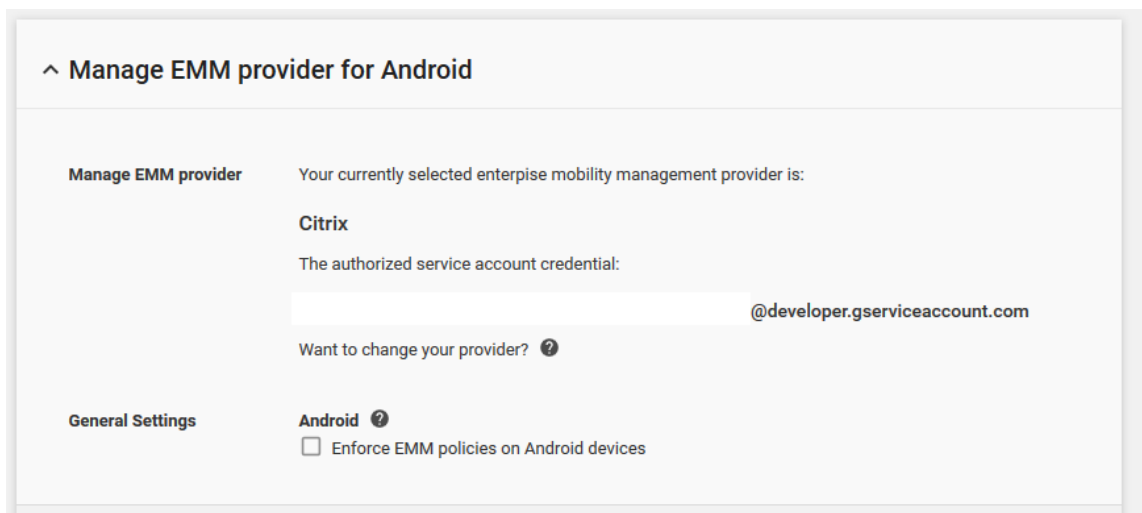 Manage EMM provider for Android
Manage EMM provider
Your currently selected enterpise mobility management provider is:
Citrix
The authorized service account credential:
@developer.gserviceaccount.com
Want to change your provider?
General Settings
Android
Enforce EMM policies on Android devices